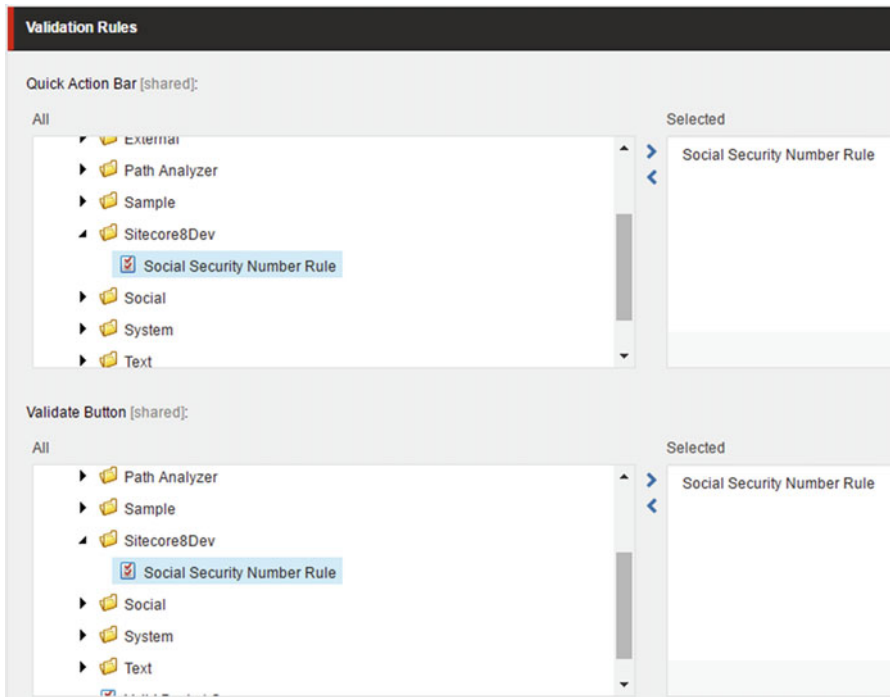 Validation Rules
Quick Action Bar [shared]:
All
Selected
External
Path Analyzer
Sample
Sitecore8Dev
Social Security Number Rule
Social
System
Text
Social Security Number Rule
Validate Button [shared]:
All
Selected
Path Analyzer
Sample
Sitecore8Dev
Social Security Number Rule
Social
System
Text
Social Security Number Rule